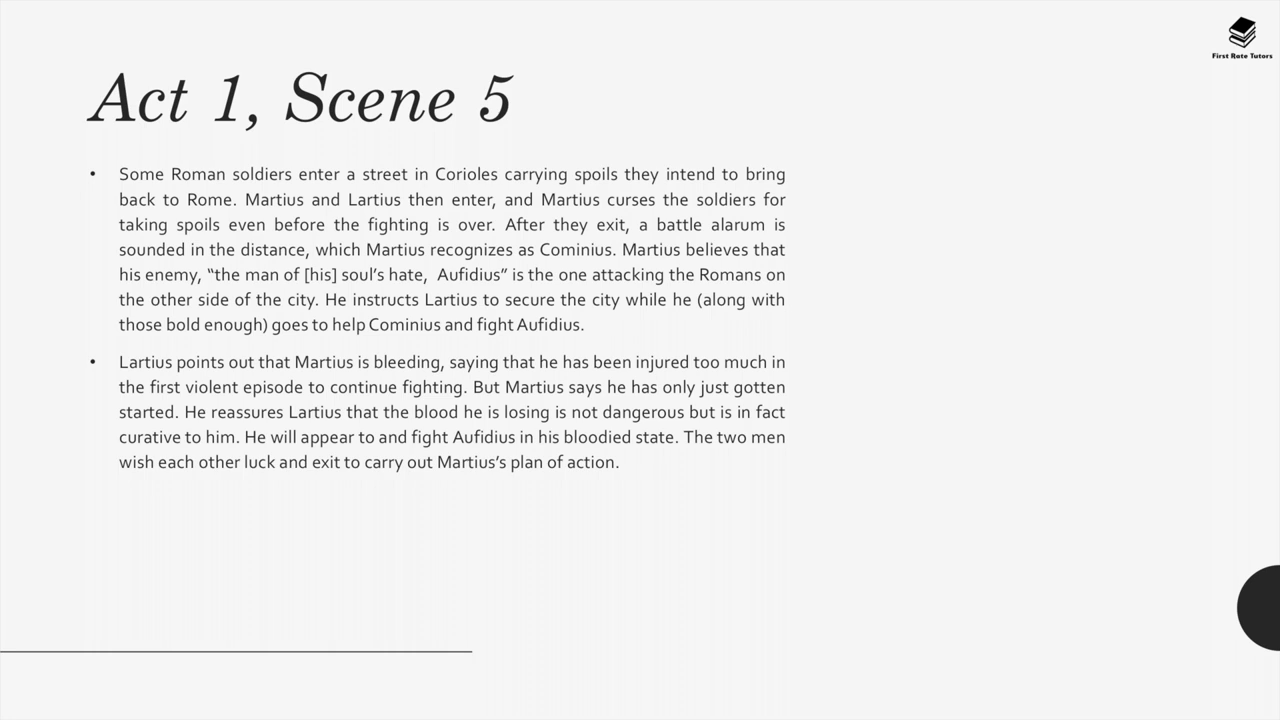 First Rate Tutors
Act 1, Scene 5
• Some Roman soldiers enter a street in Corioles carrying spoils they intend to bring
back to Rome. Martius and Lartius then enter, and Martius curses the soldiers for
taking spoils even before the fighting is over. After they exit, a battle alarum is
sounded in the distance, which Martius recognizes as Cominius. Martius believes that
his enemy, “the man of [his] soul’s hate, Aufidius” is the one attacking the Romans on
the other side of the city. He instructs Lartius to secure the city while he (along with
those bold enough) goes to help Cominius and fight Aufidius.
• Lartius points out that Martius is bleeding, saying that he has been injured too much in
the first violent episode to continue fighting. But Martius says he has only just gotten
started. He reassures Lartius that the blood he is losing is not dangerous but is in fact
curative to him. He will appear to and fight Aufidius in his bloodied state. The two men
wish each other luck and exit to carry out Martius’s plan of action.